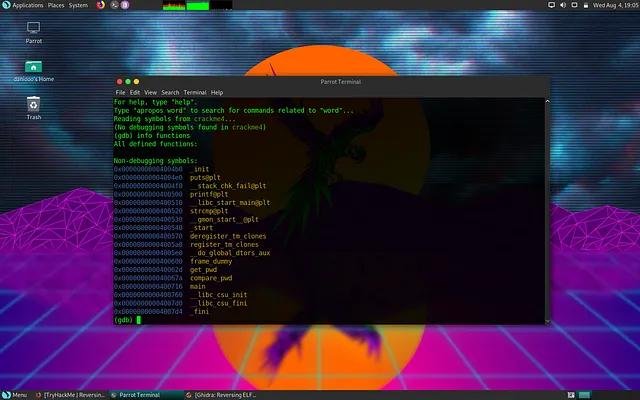 Applications Places System
Wed Aug 4, 19:05
Parrot
Trash
Parrot Terminal
File Edit View Search Terminal Help
For help, type "help".
Type "apropos word" to search for commands related to "word"...
Reading symbols from crackme4...
(No debugging symbols found in crackme4)
(gdb) info functions
All defined functions:
Non-debugging symbols:
0x00000000004004b0 _init
0x00000000004004e0 puts@plt
0x00000000004004f0 __stack_chk_fail@plt
0x0000000000400500 printf@plt
0x0000000000400510 __libc_start_main@plt
0x0000000000400520 strcmp@plt
0x0000000000400530 __gmon_start__@plt
0x0000000000400540 _start
0x0000000000400570 deregister_tm_clones
0x00000000004005a0 register_tm_clones
0x00000000004005e0 __do_global_dtors_aux
0x0000000000400600 frame_dummy
0x000000000040062d get_pwd
0x000000000040067a compare_pwd
0x0000000000400716 main
0x0000000000400760 __libc_csu_init
0x00000000004007d0 __libc_csu_fini
0x00000000004007d4 _fini
(gdb)
Menu [TryHackMe | Reversin... Parrot Terminal [Ghidra: Reversing ELF...